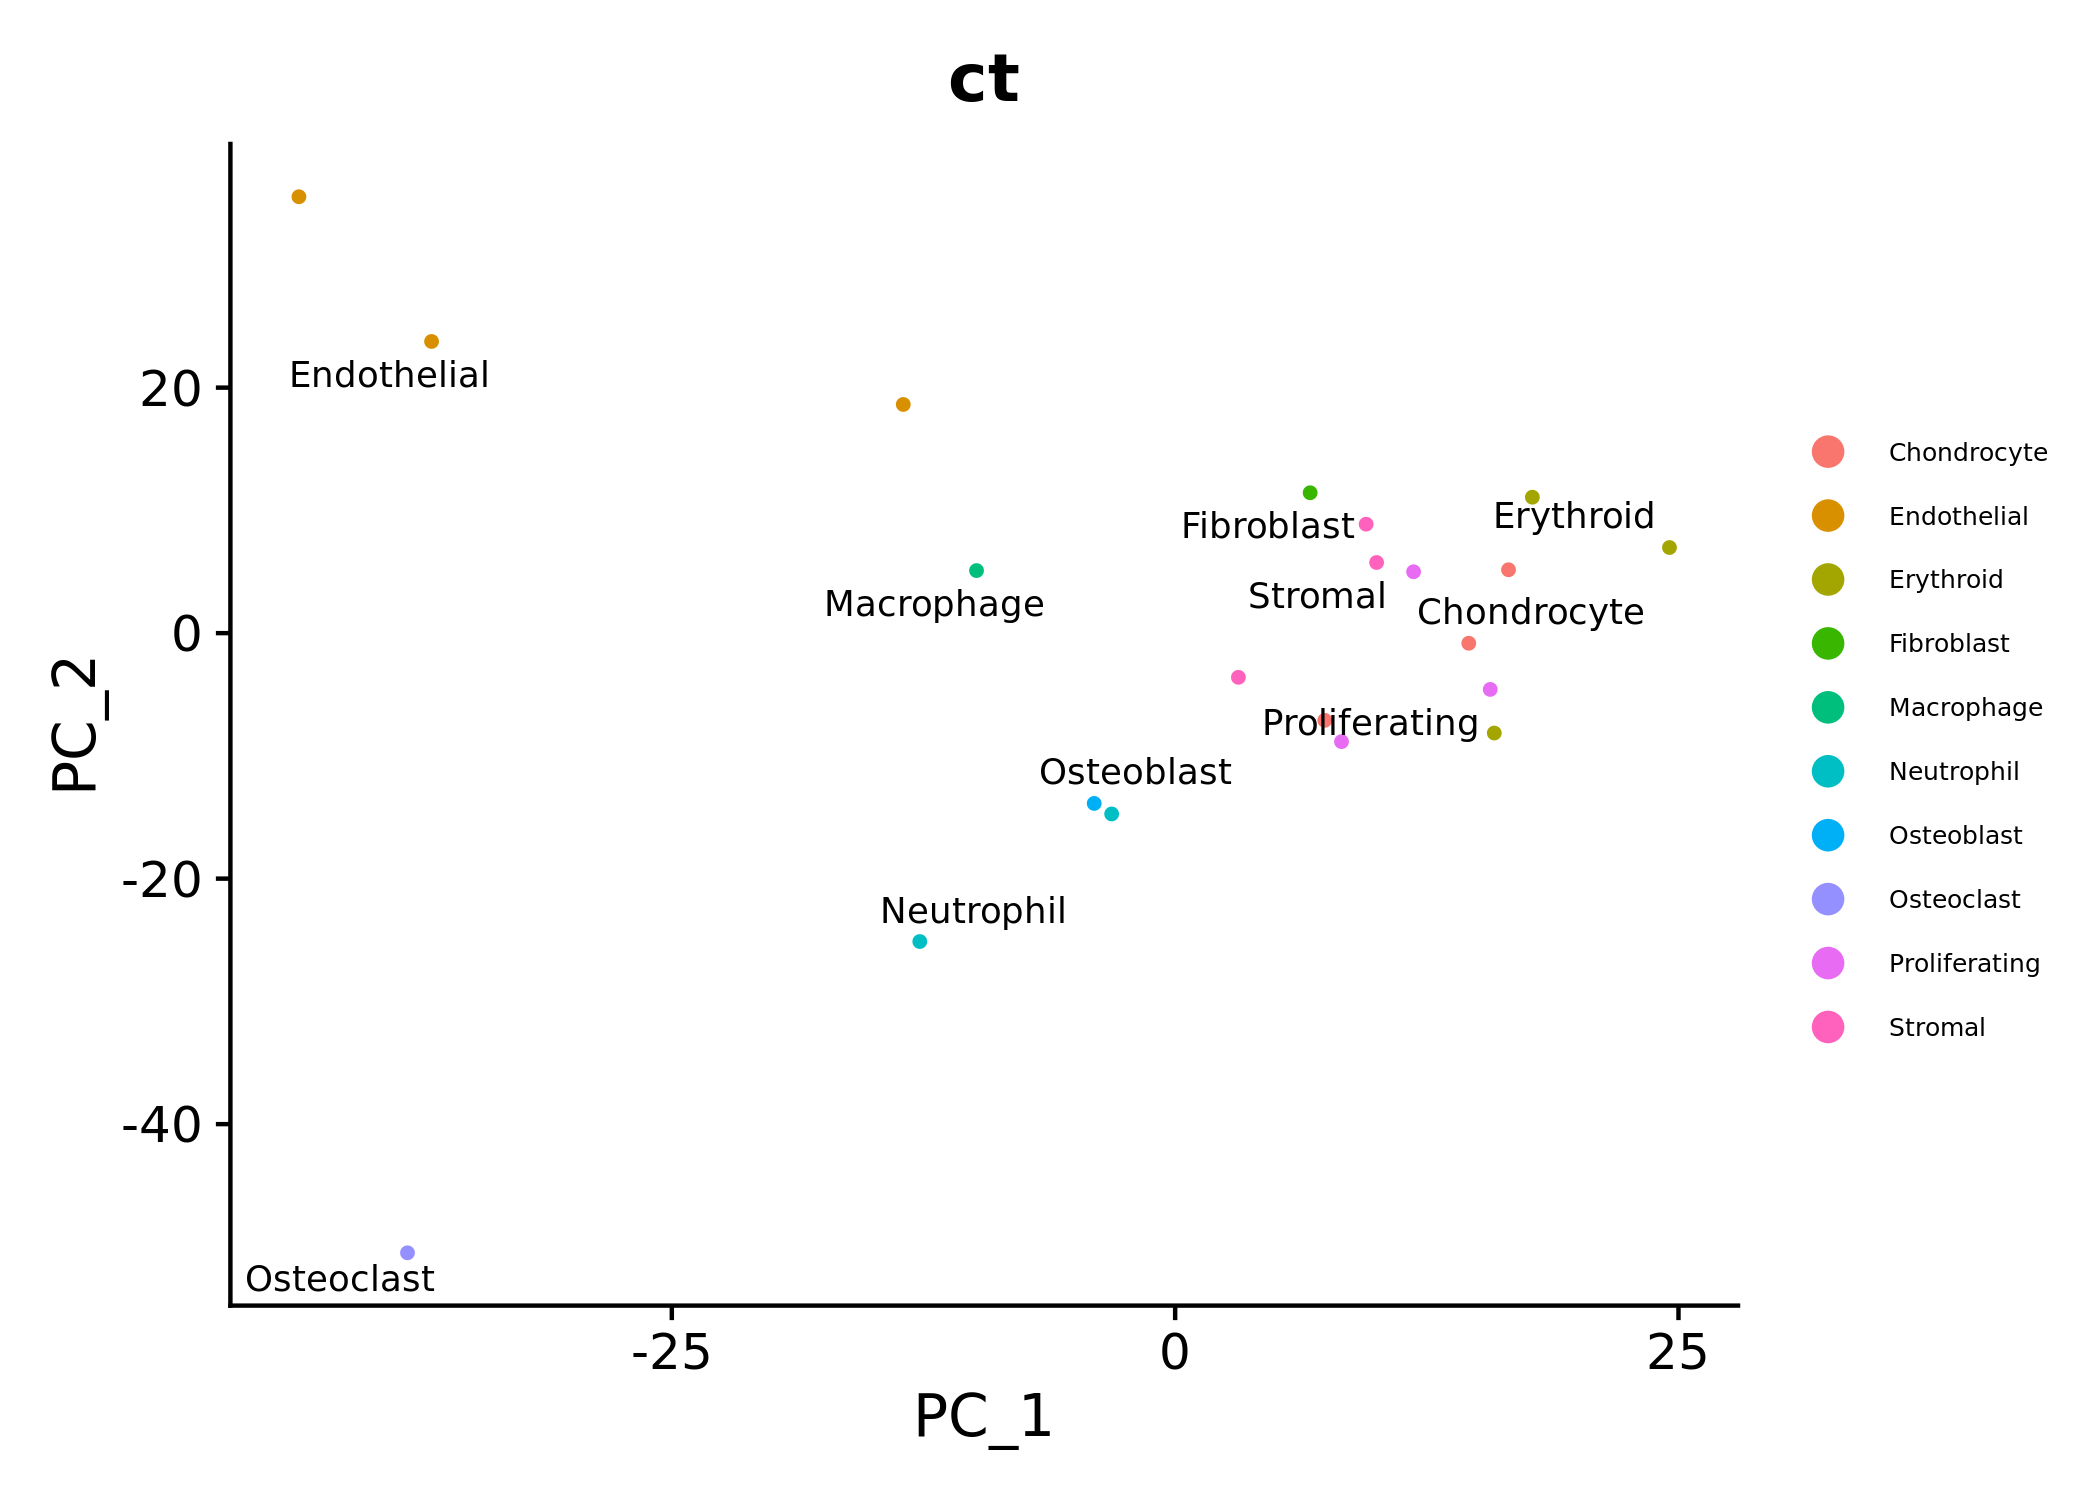 ct
Endothelial
Fibroblast
Erythroid
Macrophage
Stromal
Chondrocyte
Proliferating
Osteoblast
Neutrophil
Osteoclast
20
0
-20
-40
PC_2
-25
0
25
PC_1
Chondrocyte
Endothelial
Erythroid
Fibroblast
Macrophage
Neutrophil
Osteoblast
Osteoclast
Proliferating
Stromal